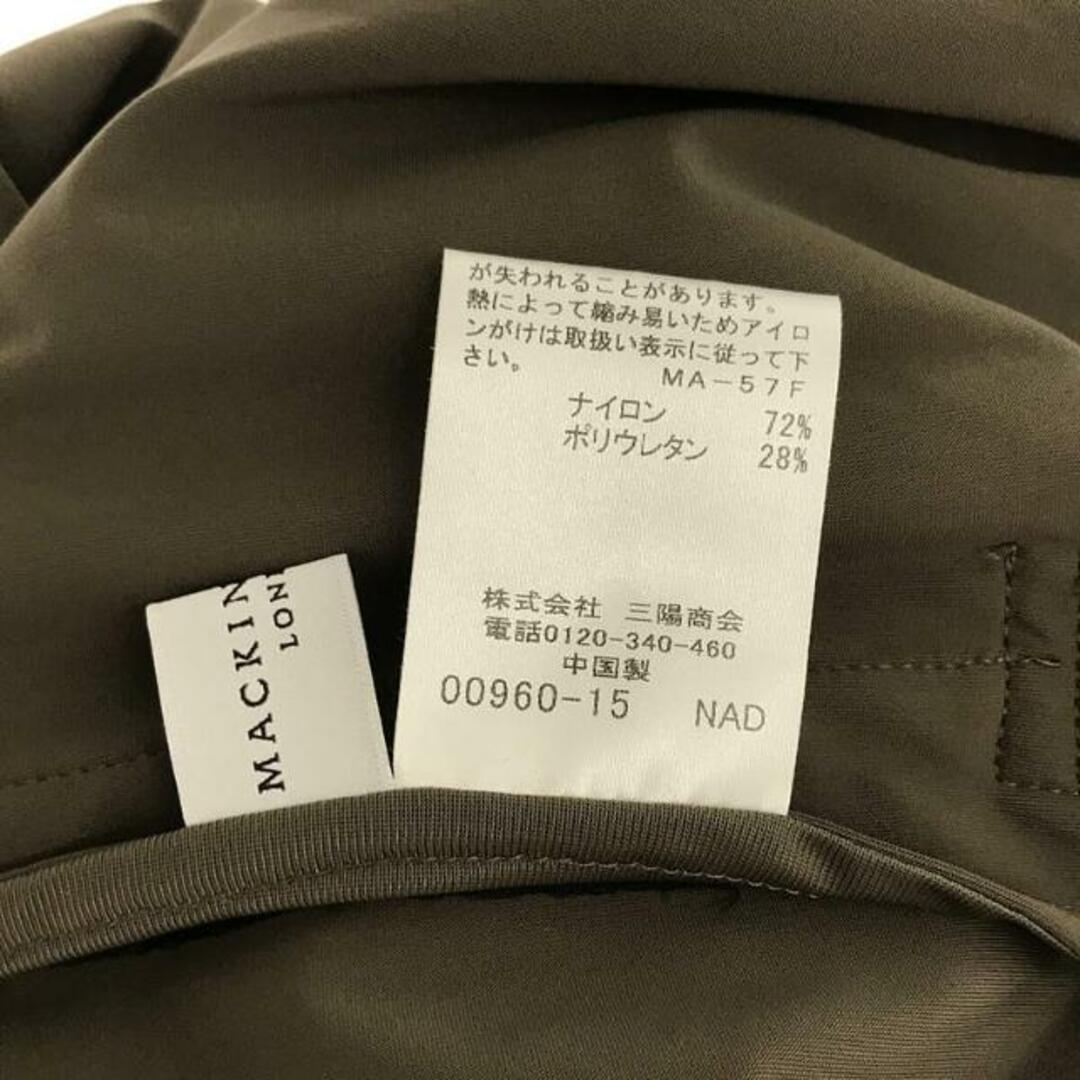 が失われることがあります。
熱によって縮み易いためアイロ
ンがけは取扱い表示に従って下
さい。
MA-57F
ナイロン 72%
ポリウレタン 28%
株式会社 三陽商会
電話0120-340-460
中国製
00960-15 NAD
MACKIN
LON